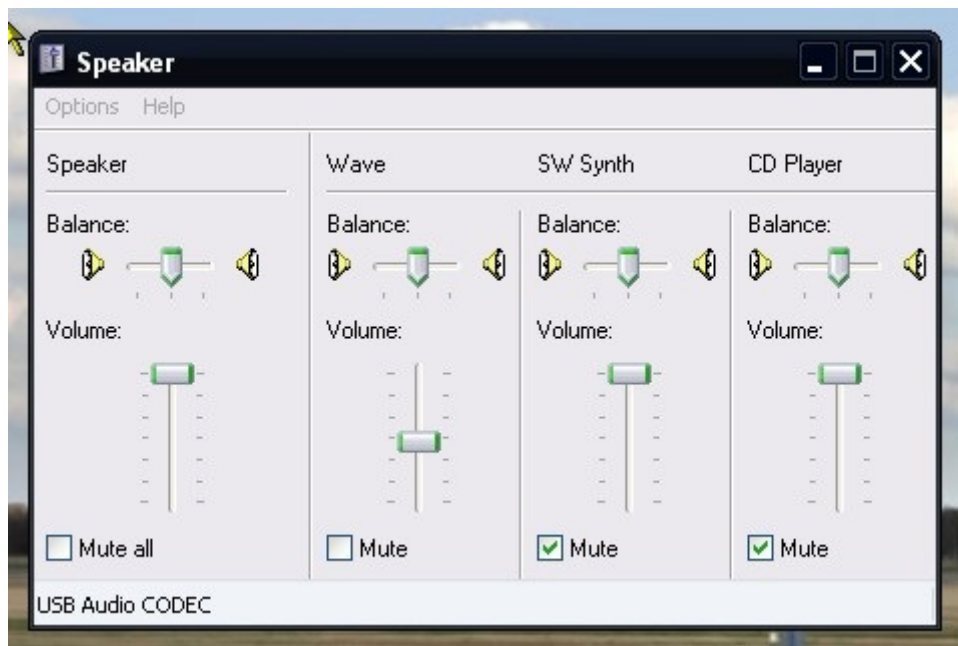 Speaker
Options Help
Speaker Wave SW Synth CD Player
Balance: Balance: Balance: Balance:
Volume: Volume: Volume: Volume:
Mute all Mute Mute Mute
USB Audio CODEC